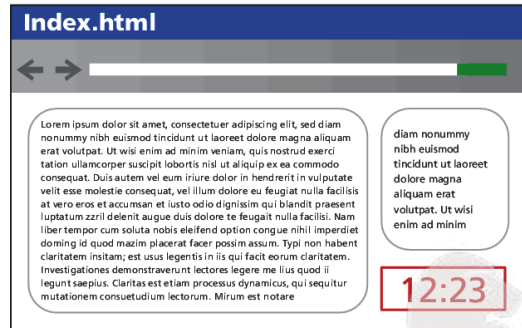 Index.html
Lorem ipsum dolor sit amet, consectetuer adipiscing elit, sed diam
nonummy nibh euismod tincidunt ut laoreet dolore magna aliquam
erat volutpat. Ut wisi enim ad minim veniam, quis nostrud exerci
tation ullamcorper suscipit lobortis nisl ut aliquip ex ea commodo
consequat. Duis autem vel eum iriure dolor in hendrerit in vulputate
velit esse molestie consequat, vel illum dolore eu feugiat nulla facilisis
at vero eros et accumsan et iusto odio dignissim qui blandit praesent
luptatum zzril delenit augue duis dolore te feugait nulla facilisi. Nam
liber tempor cum soluta nobis eleifend option congue nihil imperdiet
doming id quod mazim placerat facer possim assum. Typi non habent
claritatem insitam; est usus legentis in iis qui facit eorum claritatem.
Investigationes demonstraverunt lectores legere me lius quod ii
legunt saepius. Claritas est etiam processus dynamicus, qui sequitur
mutationem consuetudium lectorum. Mirum est notare
diam nonummy
nibh euismod
tincidunt ut laoreet
dolore magna
aliquam erat
volutpat. Ut wisi
enim ad minim
12:23